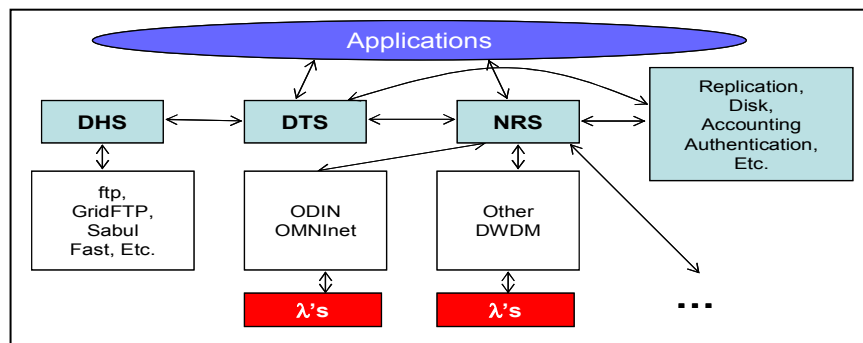 Applications
DHS
DTS
NRS
Replication,
Disk,
Accounting
Authentication,
Etc.
ftp,
GridFTP,
Sabul
Fast, Etc.
ODIN
OMNInet
Other
DWDM
...
λ's
λ's